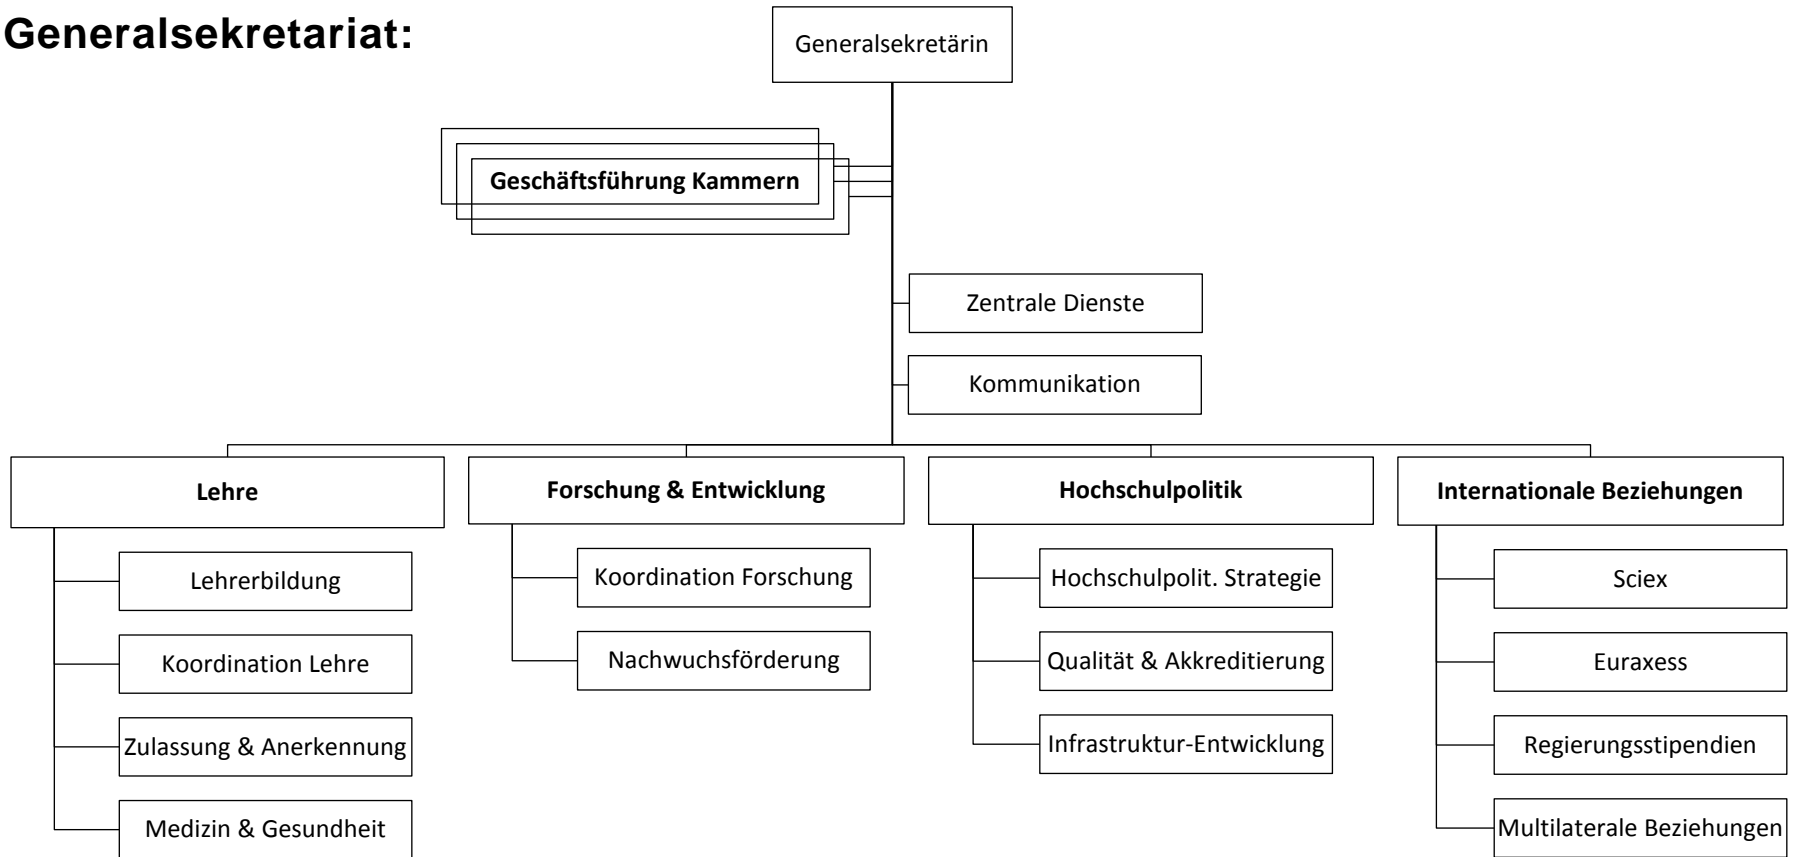 Generalsekretariat:
Generalsekretärin
Geschäftsführung Kammern
Zentrale Dienste
Kommunikation
Lehre
Forschung & Entwicklung
Hochschulpolitik
Internationale Beziehungen
Lehrerbildung
Koordination Lehre
Zulassung & Anerkennung
Medizin & Gesundheit
Koordination Forschung
Nachwuchsförderung
Hochschulpolit. Strategie
Qualität & Akkreditierung
Infrastruktur-Entwicklung
Sciex
Euraxess
Regierungsstipendien
Multilaterale Beziehungen